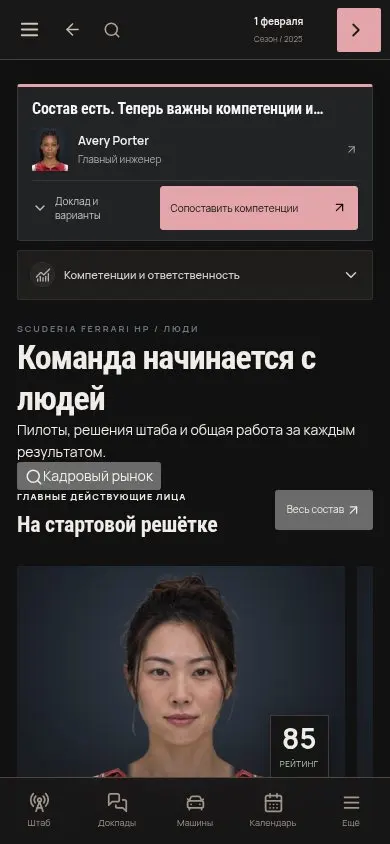 1 февраля
Сезон / 2025
Состав есть. Теперь важны компетенции и…
Avery Porter
Главный инженер
Доклад и
варианты
Сопоставить компетенции
Компетенции и ответственность
SCUDERIA FERRARI HP / ЛЮДИ
Команда начинается с
людей
Пилоты, решения штаба и общая работа за каждым
результатом.
Кадровый рынок
ГЛАВНЫЕ ДЕЙСТВУЮЩИЕ ЛИЦА
На стартовой решётке
Весь состав
85
РЕЙТИНГ
Штаб
Доклады
Машины
Календарь
Ещё